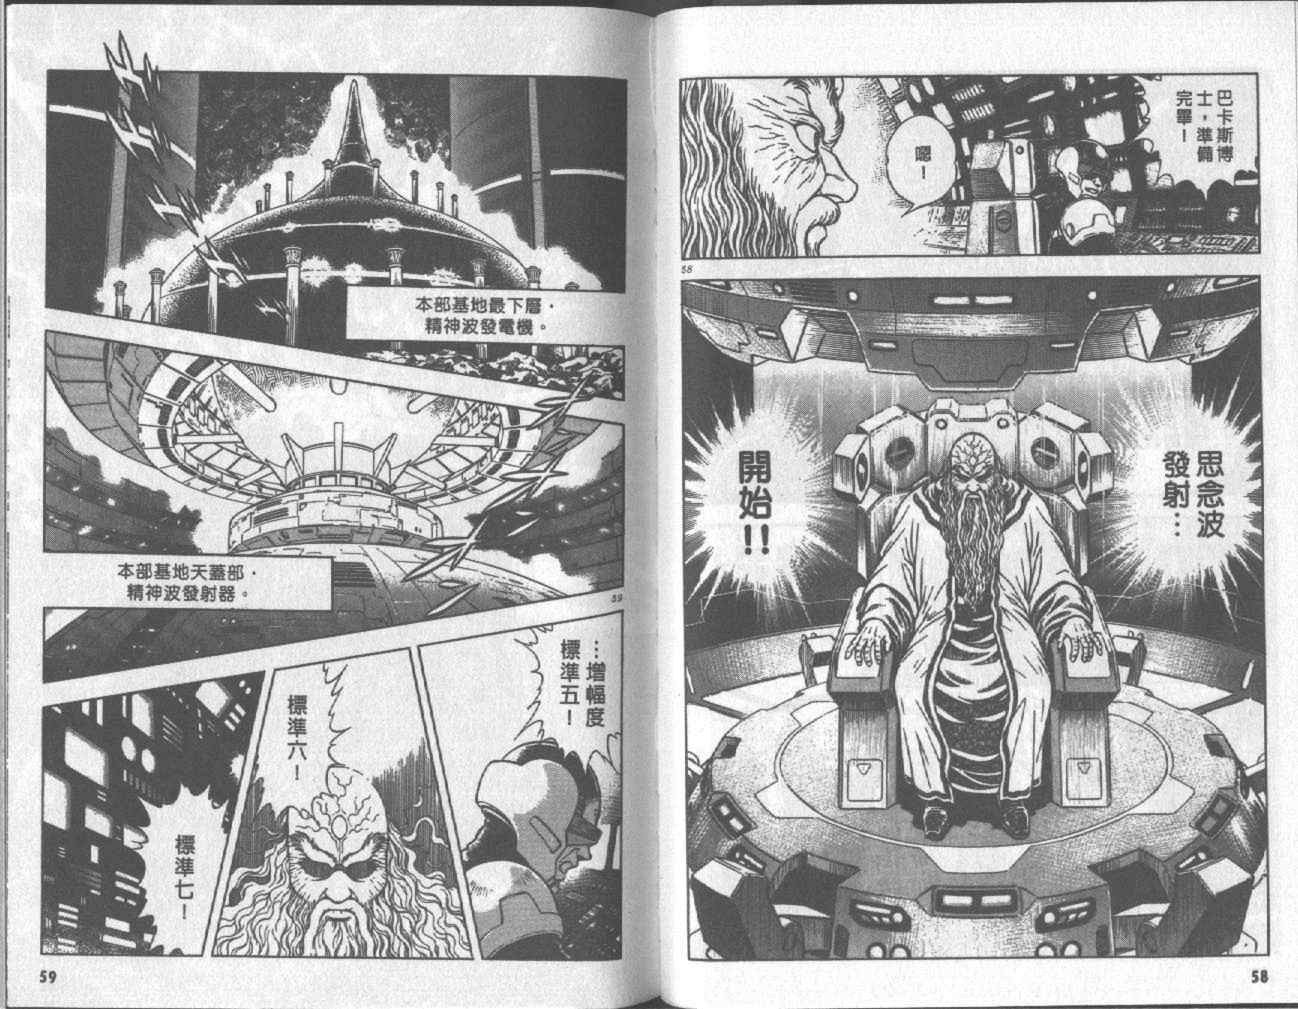 巴卡斯博
士，準備
完畢！
嗯！
58
思念波
發射…
開始!!
58
本部基地最下層，
精神波發電機。
本部基地天蓋部，
精神波發射器。
59
…增幅度
標準五！
標準六！
標準七！
59